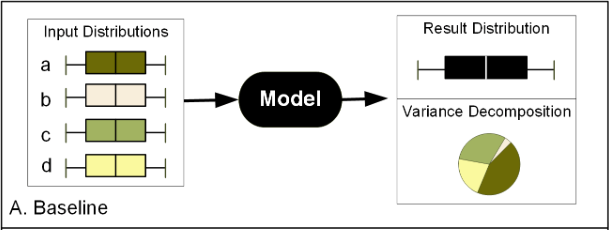 Input Distributions
a
b
c
d
Model
Result Distribution
Variance Decomposition
A. Baseline